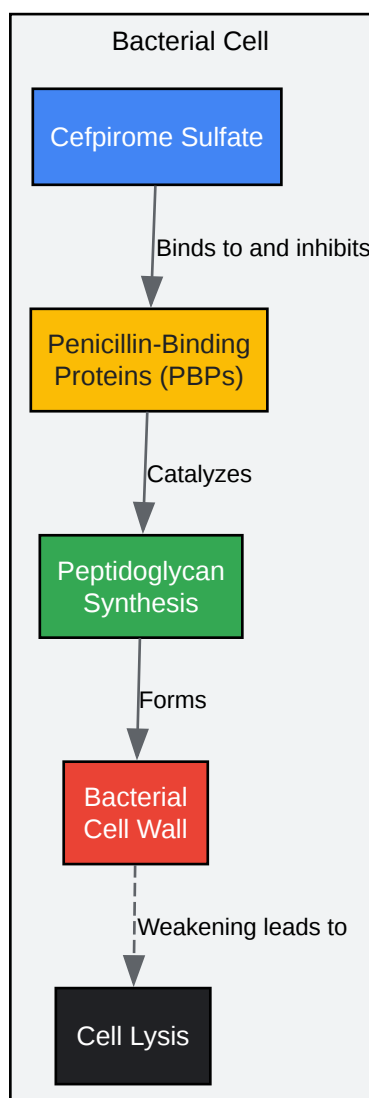 Bacterial Cell
Cefpirome Sulfate
Binds to and inhibits
Penicillin-Binding
Proteins (PBPs)
Catalyzes
Peptidoglycan
Synthesis
Forms
Bacterial
Cell Wall
Weakening leads to
Cell Lysis